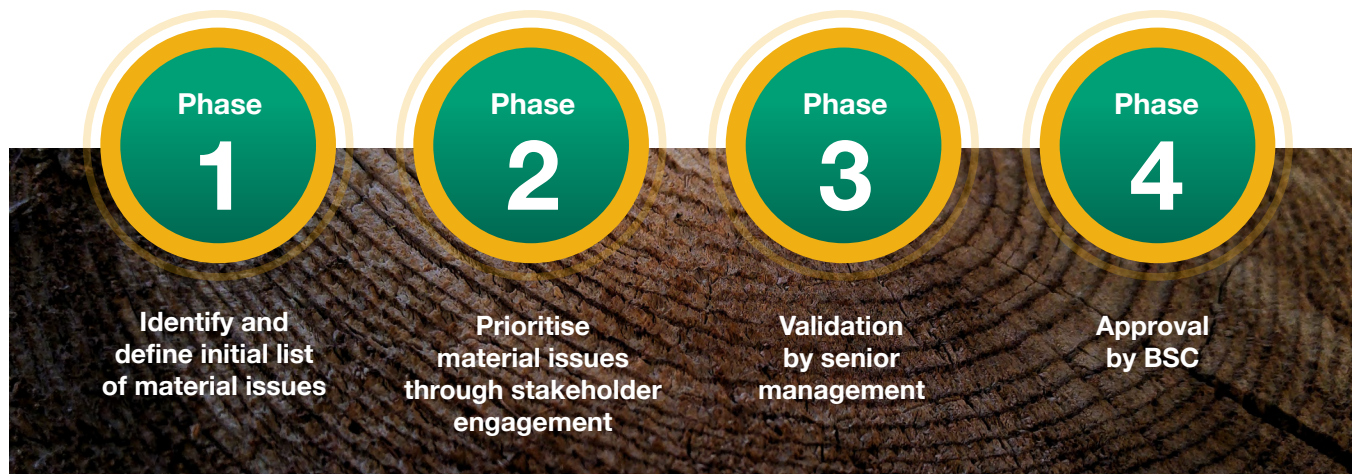 Phase
1
Identify and
define initial list
of material issues
Phase
2
Prioritise
material issues
through stakeholder
engagement
Phase
3
Validation
by senior
management
Phase
4
Approval
by BSC